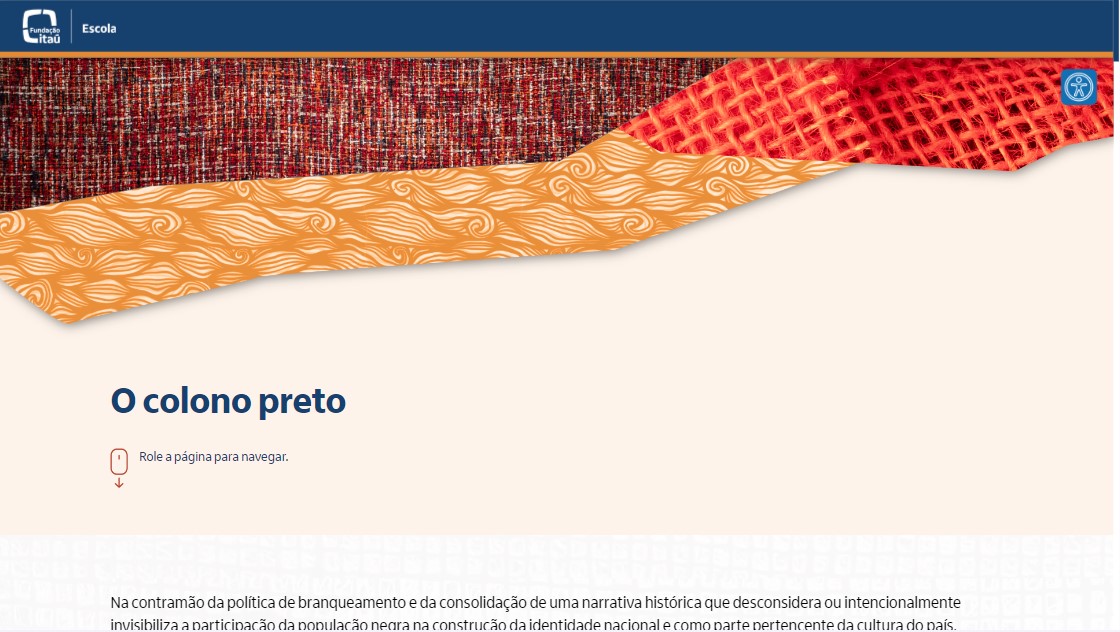 Fundação
itaú
Escola
O colono preto
Role a página para navegar.
Na contramão da política de branqueamento e da consolidação de uma narrativa histórica que desconsidera ou intencionalmente
invisibiliza a participação da população negra na construção da identidade nacional e como parte pertencente da cultura do país,